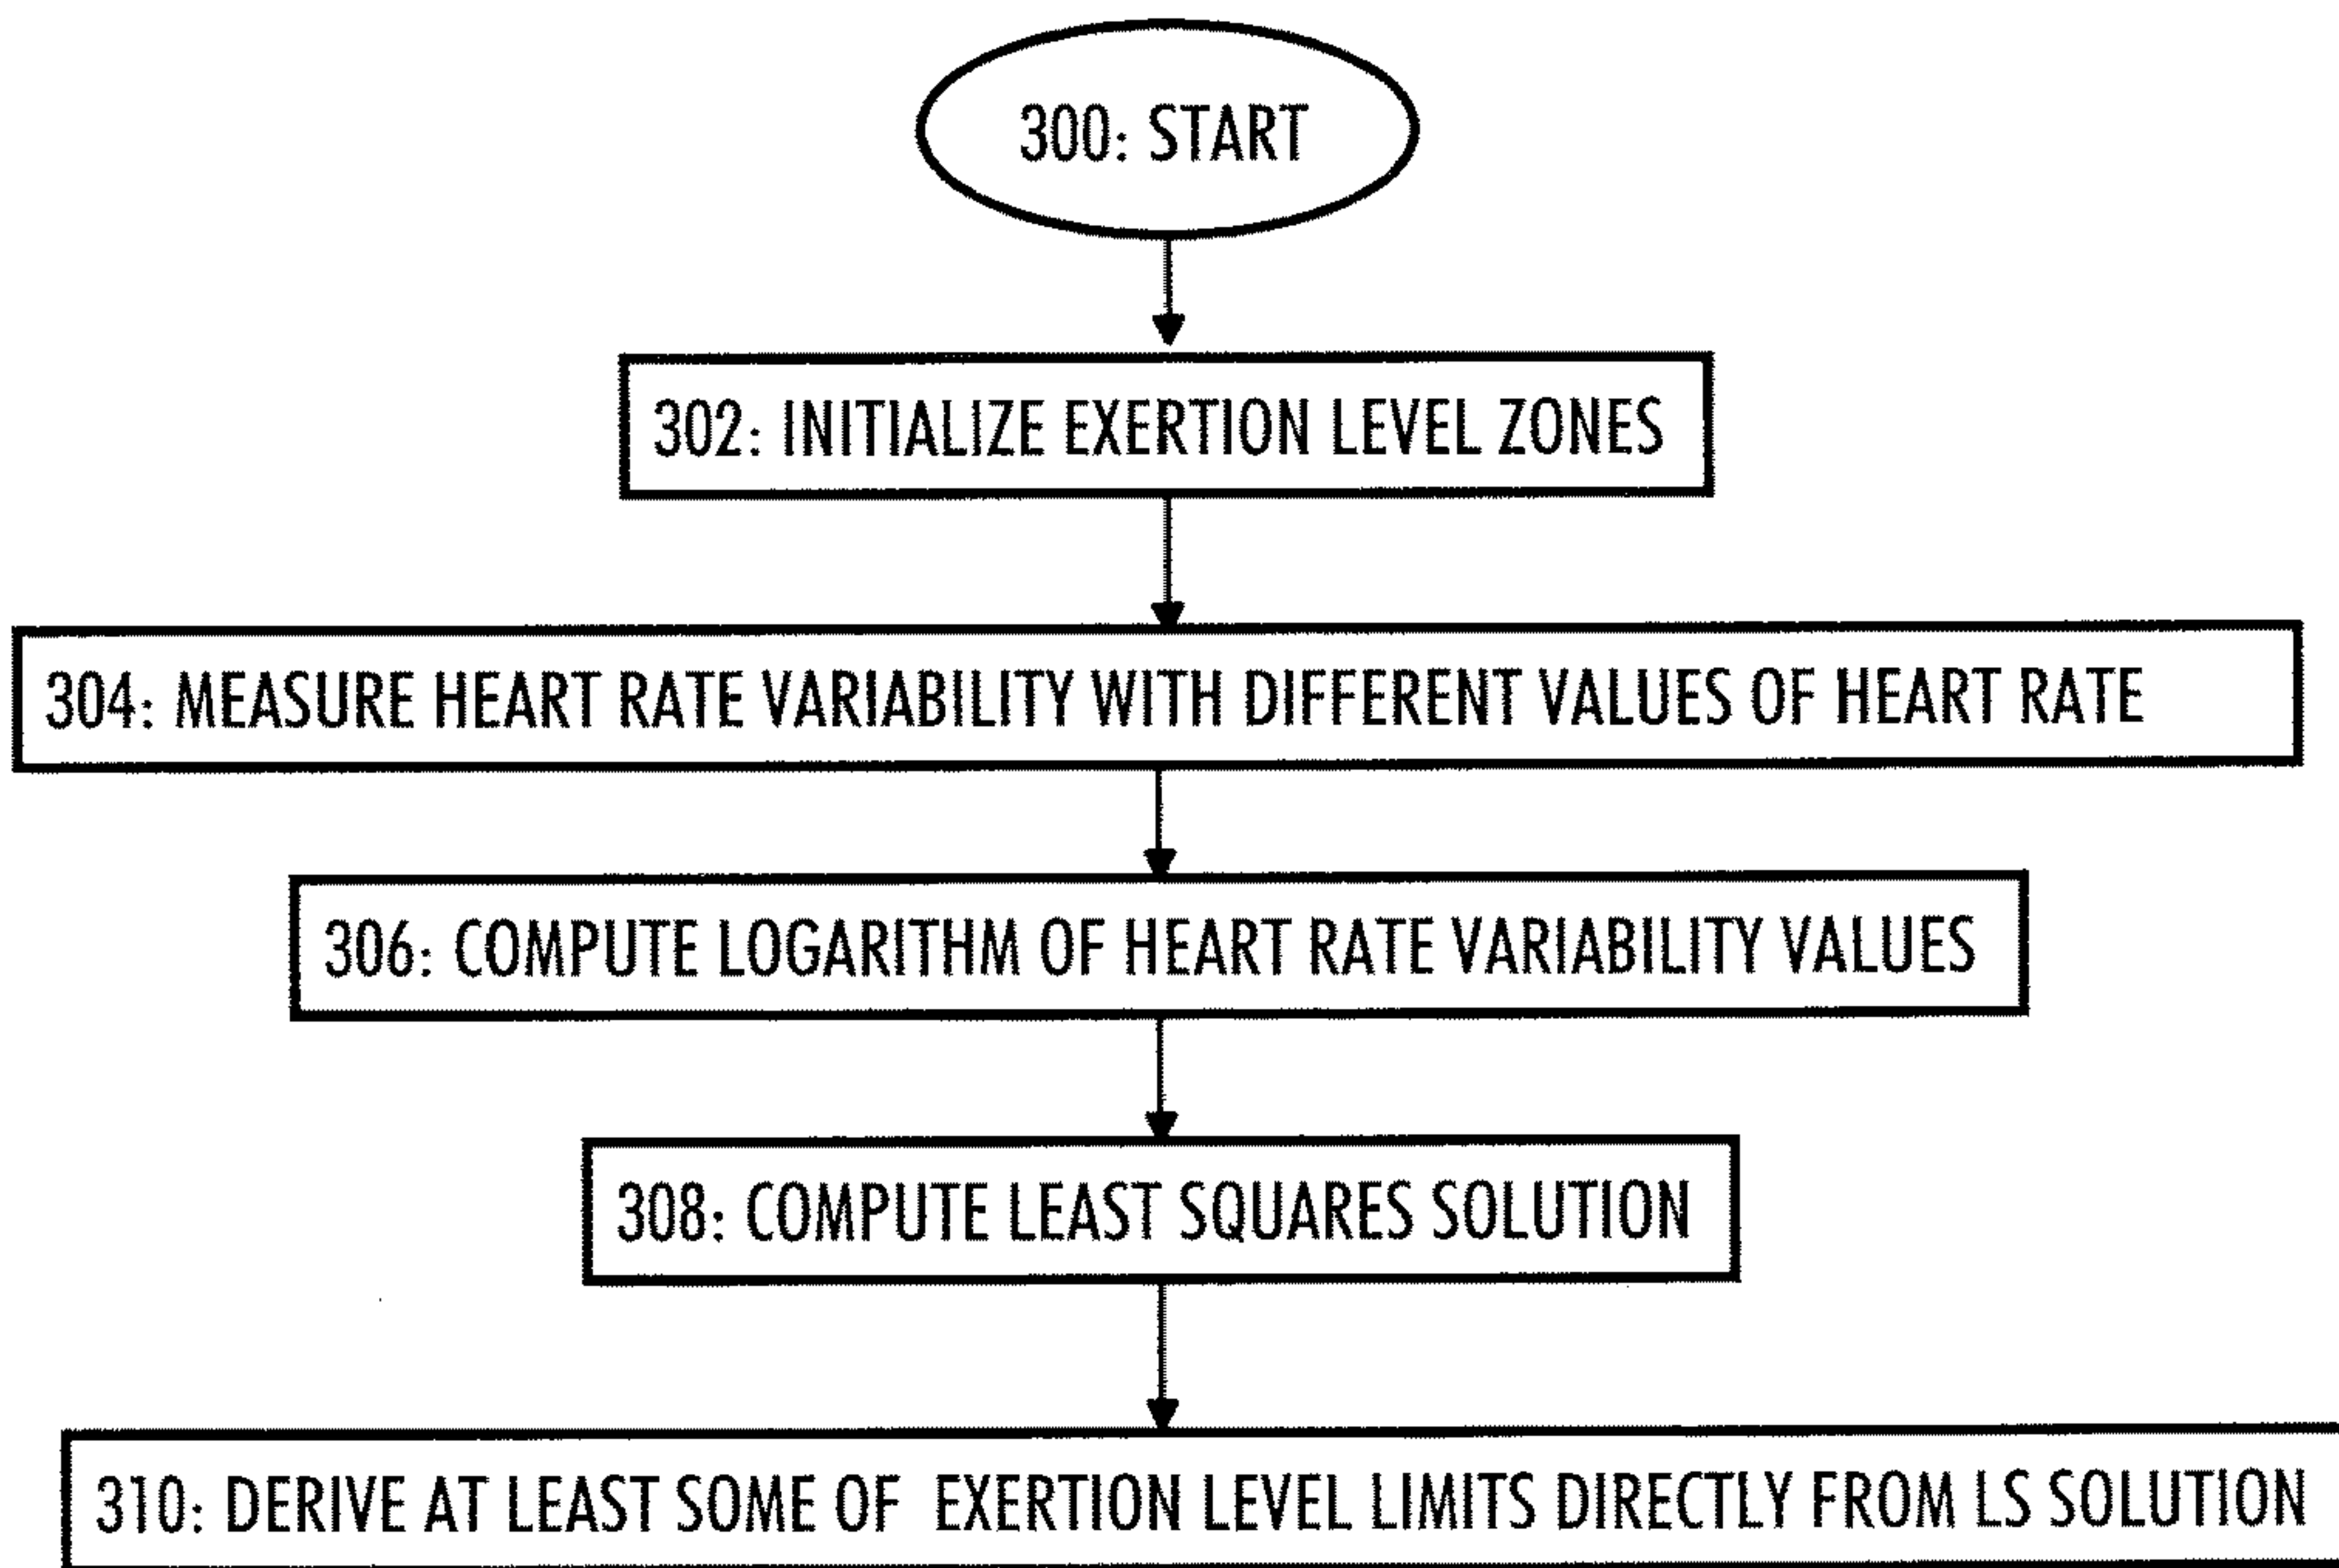 300: START
302: INITIALIZE EXERTION LEVEL ZONES
304: MEASURE HEART RATE VARIABILITY WITH DIFFERENT VALUES OF HEART RATE
306: COMPUTE LOGARITHM OF HEART RATE VARIABILITY VALUES
308: COMPUTE LEAST SQUARES SOLUTION
310: DERIVE AT LEAST SOME OF EXERTION LEVEL LIMITS DIRECTLY FROM LS SOLUTION